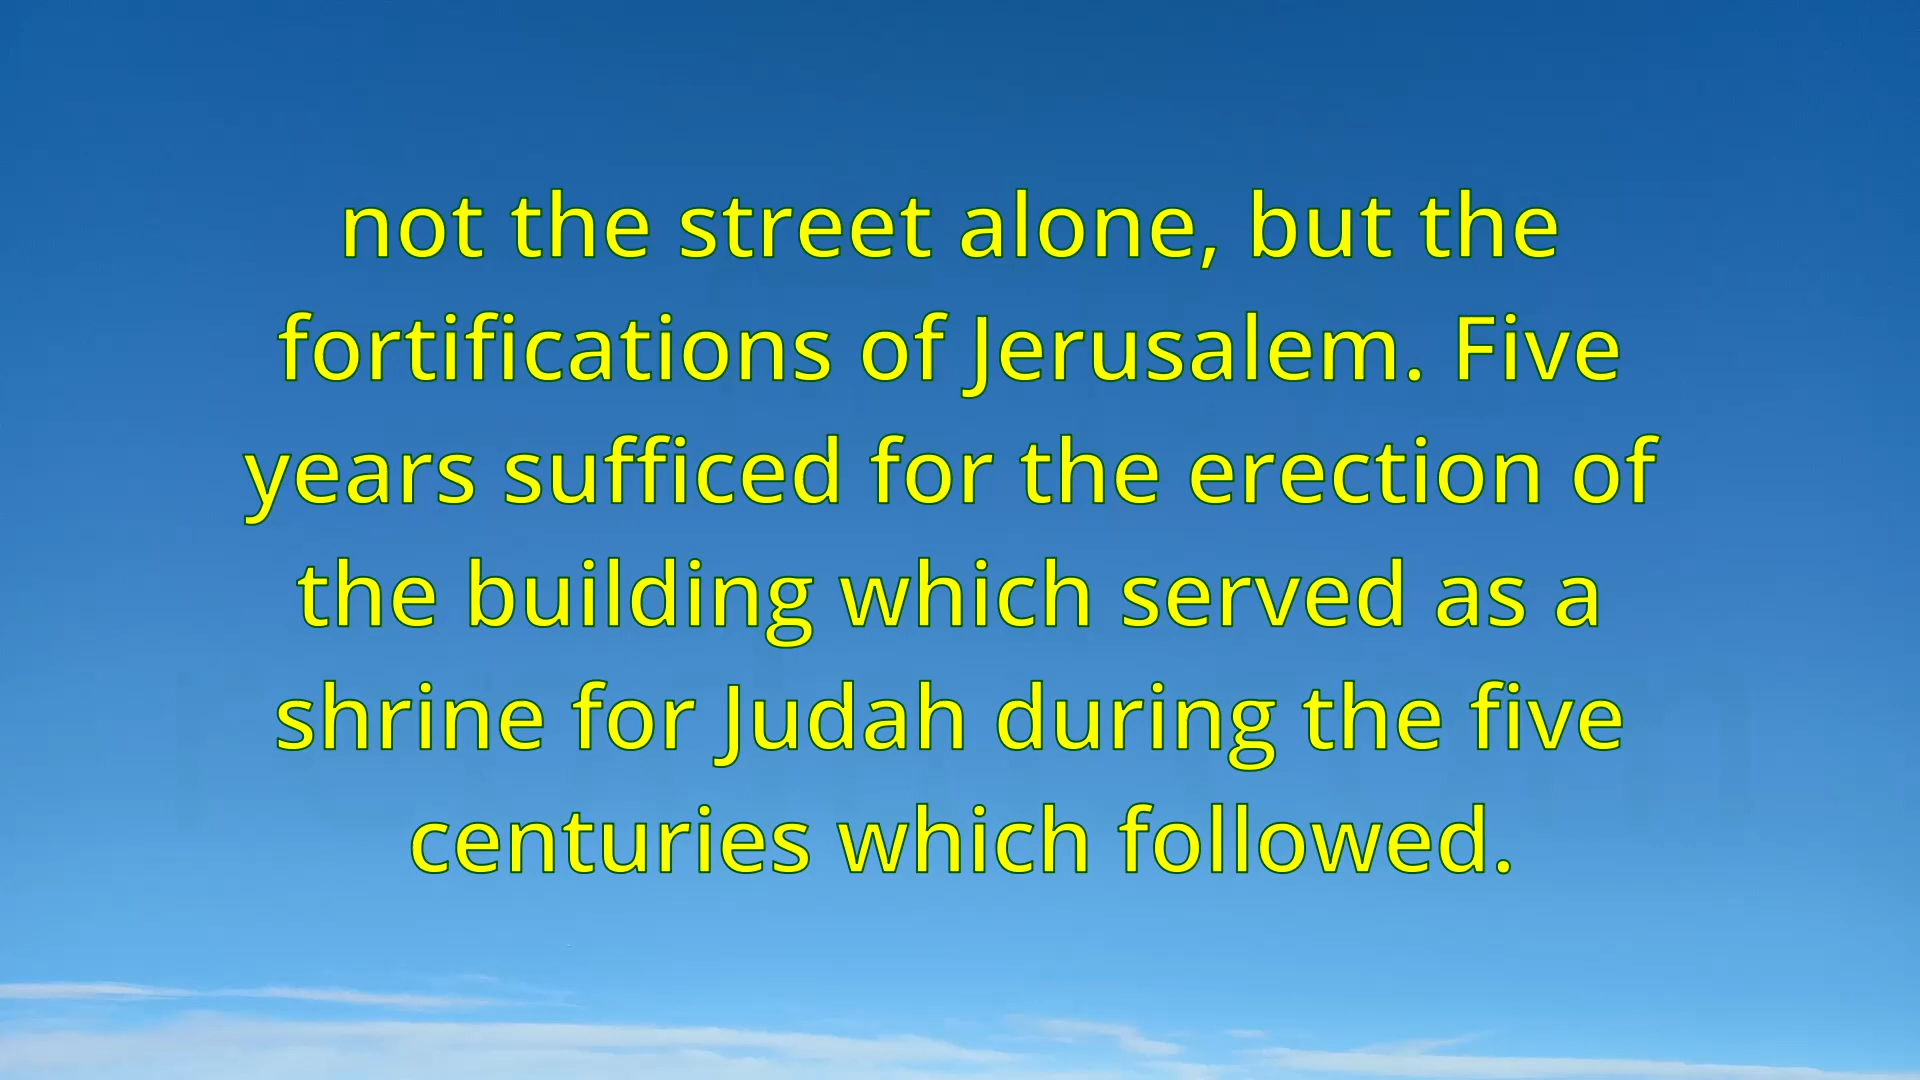 not the street alone, but the
fortifications of Jerusalem. Five
years sufficed for the erection of
the building which served as a
shrine for Judah during the five
centuries which followed.